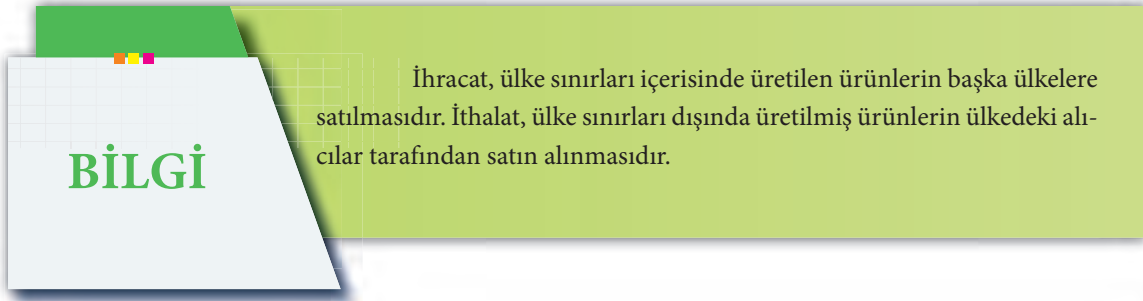 BİLGİ
İhracat, ülke sınırları içerisinde üretilen ürünlerin başka ülkelere
satılmasıdır. İthalat, ülke sınırları dışında üretilmiş ürünlerin ülkedeki alı-
cılar tarafından satın alınmasıdır.